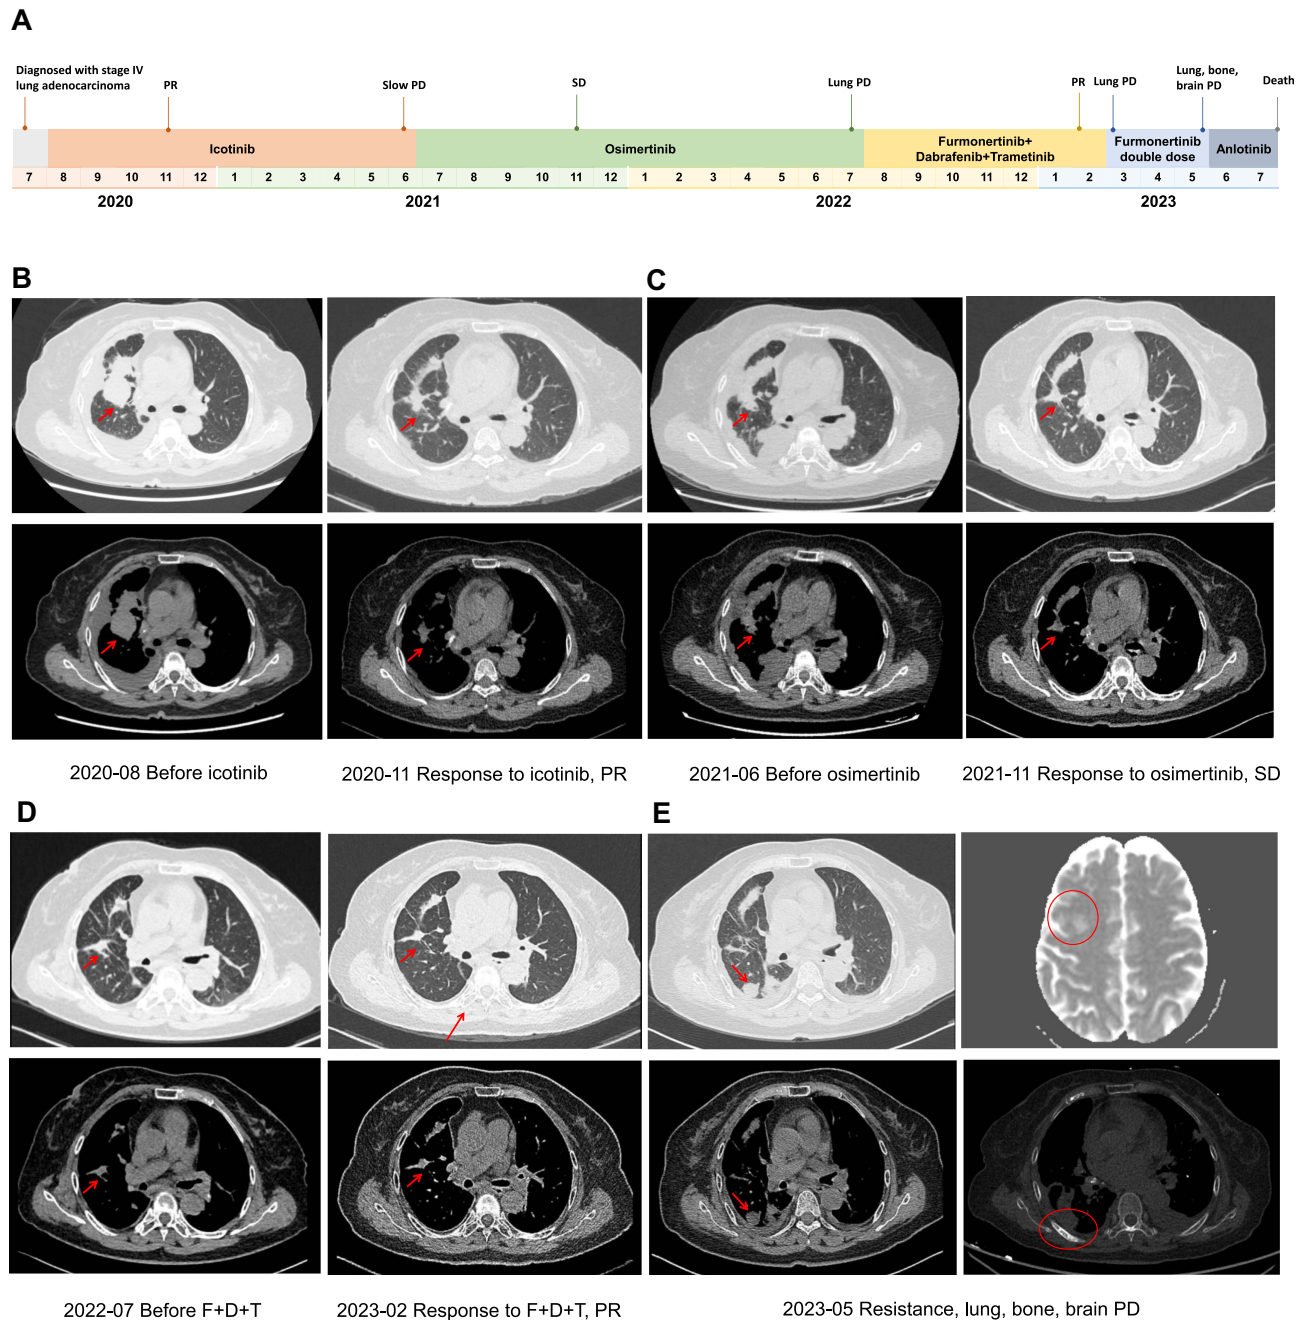 A
Diagnosed with stage IV
lung adenocarcinoma
PR
Slow PD
SD
Lung PD
PR
Lung PD
Lung, bone,
brain PD
Death
Icotinib
Osimertinib
Furmonertinib+
Dabrafenib+Trametinib
Furmonertinib
double dose
Anlotinib
7 8 9 10 11 12 1 2 3 4 5 6 7 8 9 10 11 12 1 2 3 4 5 6 7 8 9 10 11 12 1 2 3 4 5 6 7
2020 2021 2022 2023
B
C
2020-08 Before icotinib
2020-11 Response to icotinib, PR
2021-06 Before osimertinib
2021-11 Response to osimertinib, SD
D
E
2022-07 Before F+D+T
2023-02 Response to F+D+T, PR
2023-05 Resistance, lung, bone, brain PD